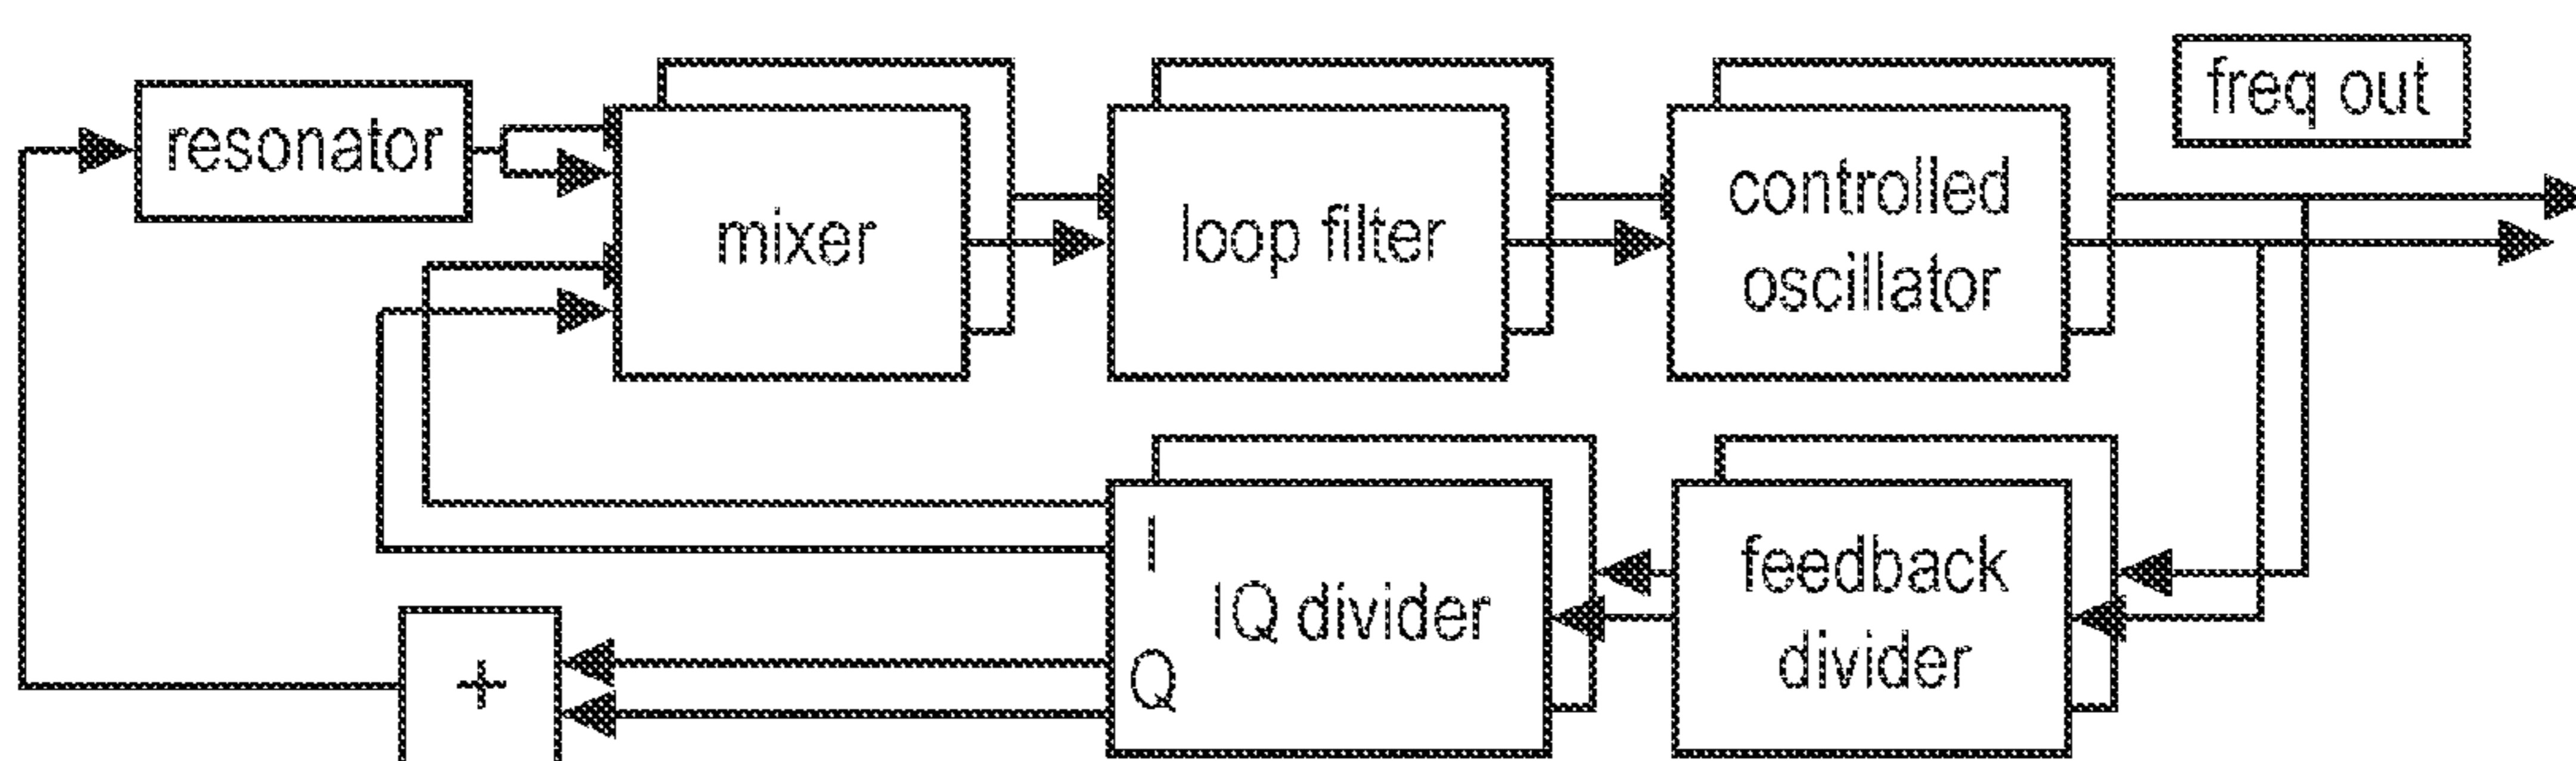 resonator
mixer
loop filter
controlled
oscillator
freq out
I
IQ divider
Q
feedback
divider
+